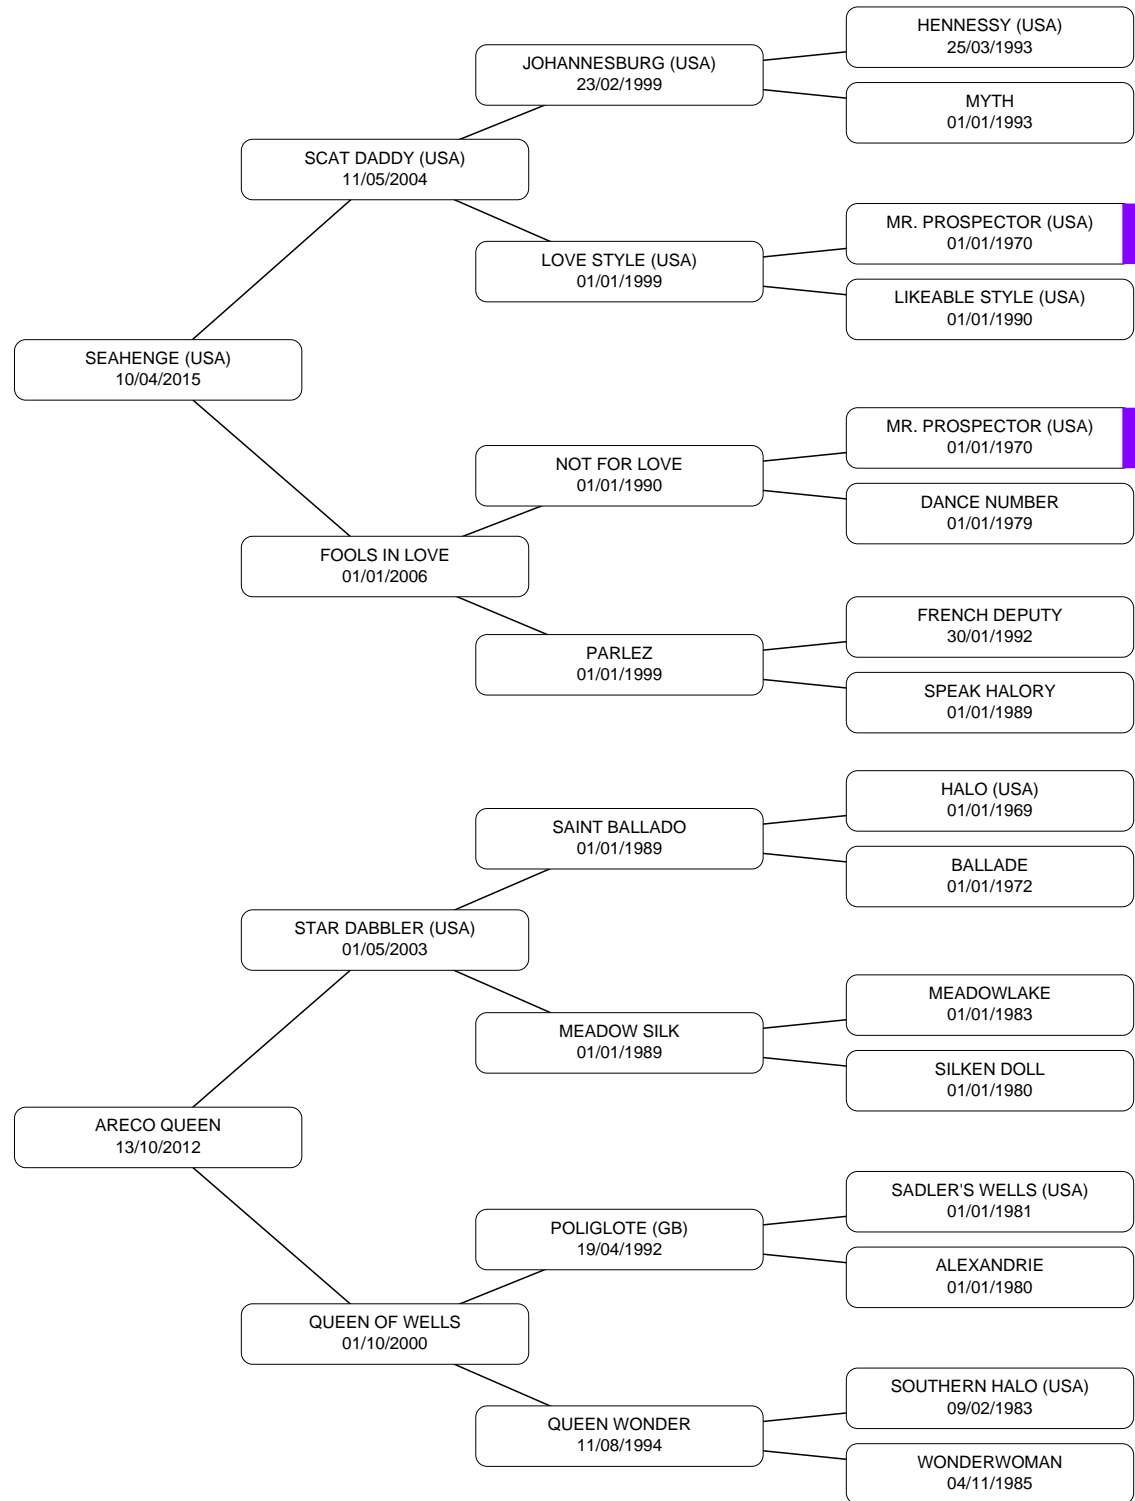 HENNESSY (USA)
25/03/1993
JOHANNESBURG (USA)
23/02/1999
MYTH
01/01/1993
SCAT DADDY (USA)
11/05/2004
MR. PROSPECTOR (USA)
01/01/1970
LOVE STYLE (USA)
01/01/1999
LIKEABLE STYLE (USA)
01/01/1990
SEAHENGE (USA)
10/04/2015
MR. PROSPECTOR (USA)
01/01/1970
NOT FOR LOVE
01/01/1990
DANCE NUMBER
01/01/1979
FOOLS IN LOVE
01/01/2006
FRENCH DEPUTY
30/01/1992
PARLEZ
01/01/1999
SPEAK HALORY
01/01/1989
HALO (USA)
01/01/1969
SAINT BALLADO
01/01/1989
BALLADE
01/01/1972
STAR DABBLER (USA)
01/05/2003
MEADOWLAKE
01/01/1983
MEADOW SILK
01/01/1989
SILKEN DOLL
01/01/1980
ARECO QUEEN
13/10/2012
SADLER'S WELLS (USA)
01/01/1981
POLIGLOTE (GB)
19/04/1992
ALEXANDRIE
01/01/1980
QUEEN OF WELLS
01/10/2000
SOUTHERN HALO (USA)
09/02/1983
QUEEN WONDER
11/08/1994
WONDERWOMAN
04/11/1985